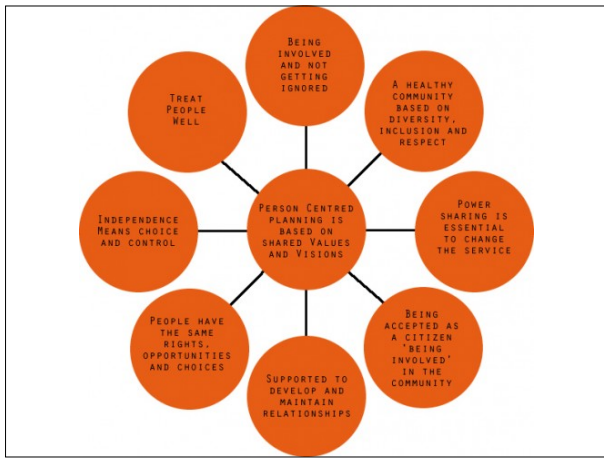 BEING
INVOLVED
AND NOT
GETTING
IGNORED
A HEALTHY
COMMUNITY
BASED ON
DIVERSITY,
INCLUSION AND
RESPECT
POWER
SHARING IS
ESSENTIAL
TO CHANGE
THE SERVICE
BEING
ACCEPTED AS
A CITIZEN
'BEING
INVOLVED'
IN THE
COMMUNITY
SUPPORTED TO
DEVELOP AND
MAINTAIN
RELATIONSHIPS
PEOPLE HAVE
THE SAME
RIGHTS,
OPPORTUNITIES
AND CHOICES
INDEPENDENCE
MEANS CHOICE
AND CONTROL
TREAT
PEOPLE
WELL
PERSON CENTRED
PLANNING IS
BASED ON
SHARED VALUES
AND VISIONS